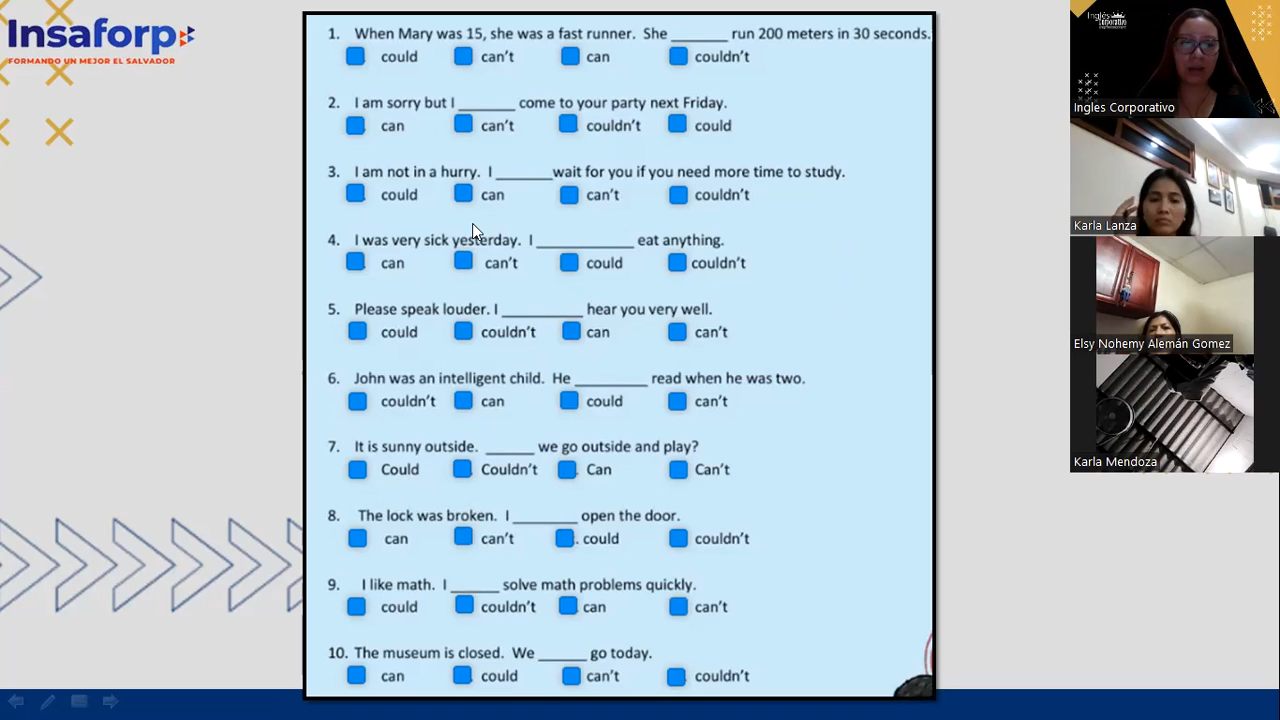 Insaforp
FORMANDO UN MEJOR EL SALVADOR
1. When Mary was 15, she was a fast runner. She ______ run 200 meters in 30 seconds.
could can't can couldn't
2. I am sorry but I ______ come to your party next Friday.
can can't couldn't could
3. I am not in a hurry. I ______wait for you if you need more time to study.
could can can't couldn't
4. I was very sick yesterday. I __________ eat anything.
can can't could couldn't
5. Please speak louder. I _________ hear you very well.
could couldn't can can't
6. John was an intelligent child. He ________ read when he was two.
couldn't can could can't
7. It is sunny outside. _____ we go outside and play?
Could Couldn't Can Can't
8. The lock was broken. I _______ open the door.
can can't . could couldn't
9. I like math. I _____ solve math problems quickly.
could couldn't can can't
10. The museum is closed. We _____ go today.
can could can't couldn't
Inglés
Corporativo
Ingles Corporativo
Karla Lanza
Elsy Nohemy Alemán Gomez
Karla Mendoza